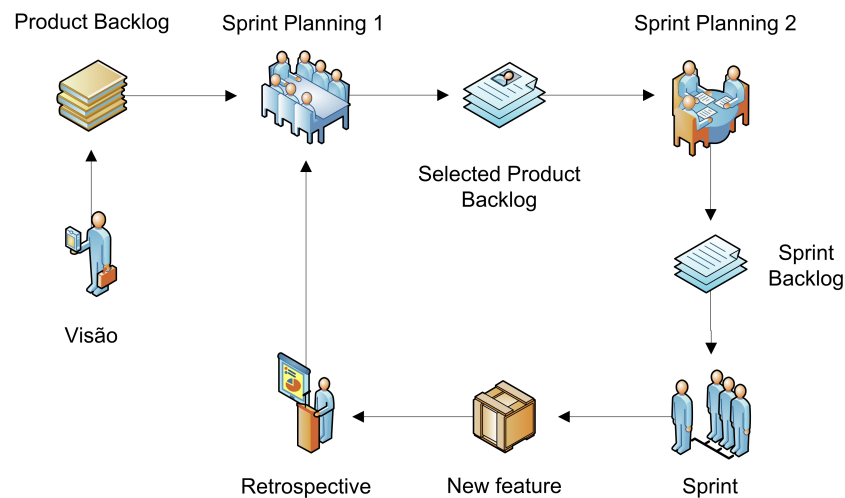 Product Backlog
Sprint Planning 1
Sprint Planning 2
Selected Product
Backlog
Sprint
Backlog
Visão
Retrospective
New feature
Sprint